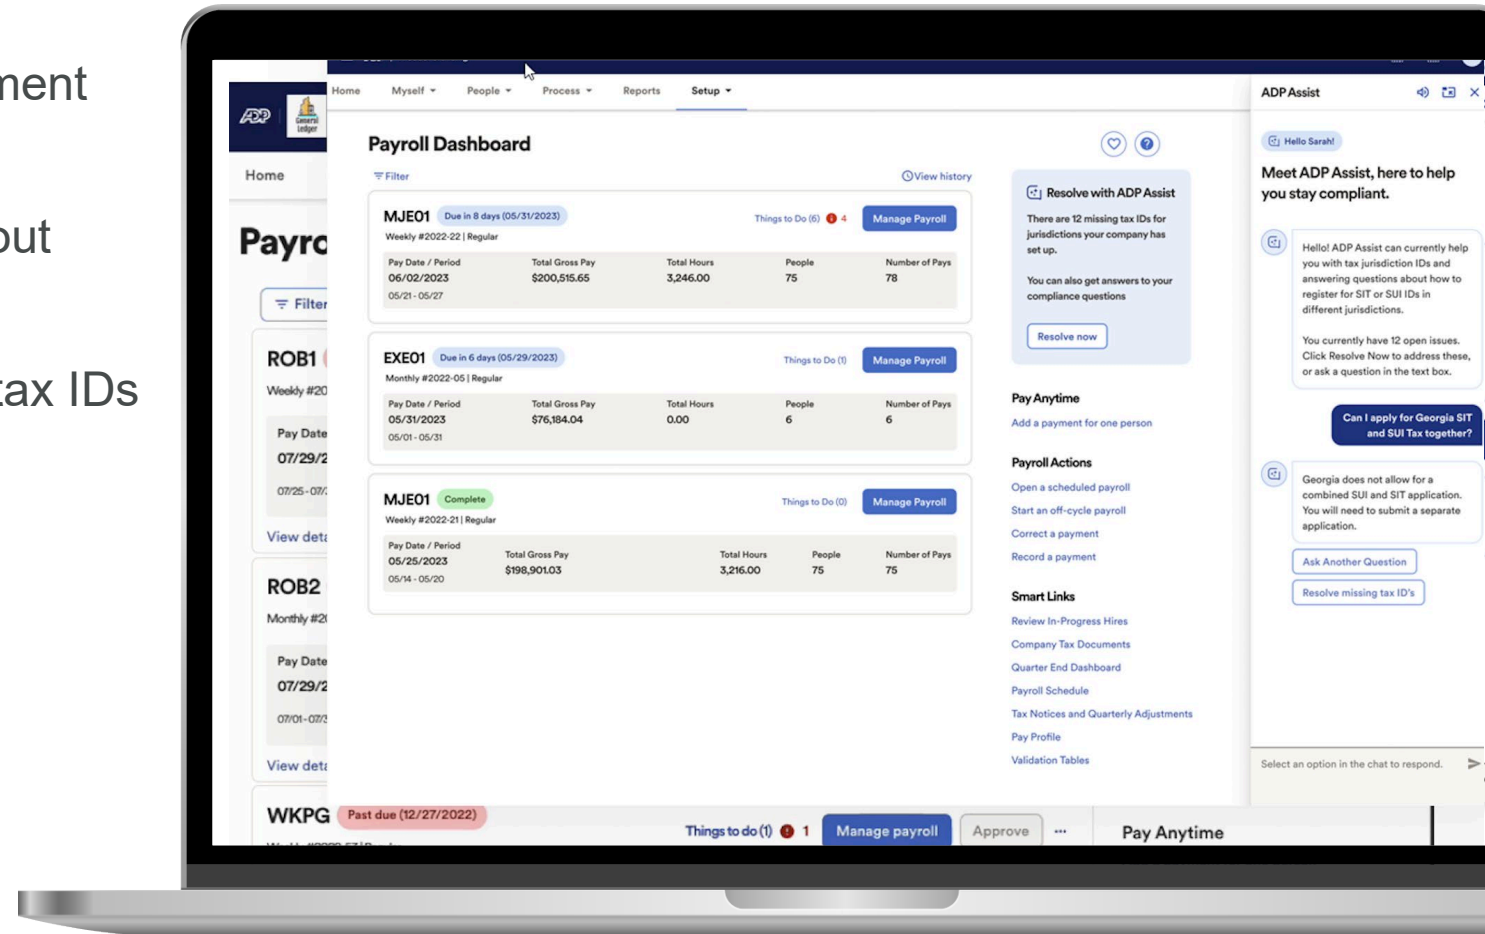 ment
out
tax IDs
ADP
General
Ledger
Home
Payro
Filter
ROB1
Weekly #20
Pay Date
07/29/2
07/25-07/
View deta
ROB2
Monthly #20
Pay Date
07/29/2
07/01-07/3
View deta
WKPG Past due (12/27/2022)
Things to do (1) 1 Manage payroll Approve ... Pay Anytime
Home Myself People Process Reports Setup
Payroll Dashboard
Filter View history
MJE01 Due in 8 days (05/31/2023) Things to Do (6) 4 Manage Payroll
Weekly #2022-22 | Regular
Pay Date / Period Total Gross Pay Total Hours People Number of Pays
06/02/2023 $200,515.65 3,246.00 75 78
05/21 - 05/27
EXE01 Due in 6 days (05/29/2023) Things to Do (1) Manage Payroll
Monthly #2022-05 | Regular
Pay Date / Period Total Gross Pay Total Hours People Number of Pays
05/31/2023 $76,184.04 0.00 6 6
05/01 - 05/31
MJE01 Complete Things to Do (0) Manage Payroll
Weekly #2022-21 | Regular
Pay Date / Period Total Gross Pay Total Hours People Number of Pays
05/25/2023 $198,901.03 3,216.00 75 75
05/14 - 05/20
Resolve with ADP Assist
There are 12 missing tax IDs for
jurisdictions your company has
set up.
You can also get answers to your
compliance questions
Resolve now
Pay Anytime
Add a payment for one person
Payroll Actions
Open a scheduled payroll
Start an off-cycle payroll
Correct a payment
Record a payment
Smart Links
Review In-Progress Hires
Company Tax Documents
Quarter End Dashboard
Payroll Schedule
Tax Notices and Quarterly Adjustments
Pay Profile
Validation Tables
ADP Assist
Hello Sarah!
Meet ADP Assist, here to help
you stay compliant.
Hello! ADP Assist can currently help
you with tax jurisdiction IDs and
answering questions about how to
register for SIT or SUI IDs in
different jurisdictions.
You currently have 12 open issues.
Click Resolve Now to address these,
or ask a question in the text box.
Can I apply for Georgia SIT
and SUI Tax together?
Georgia does not allow for a
combined SUI and SIT application.
You will need to submit a separate
application.
Ask Another Question
Resolve missing tax ID's
Select an option in the chat to respond.